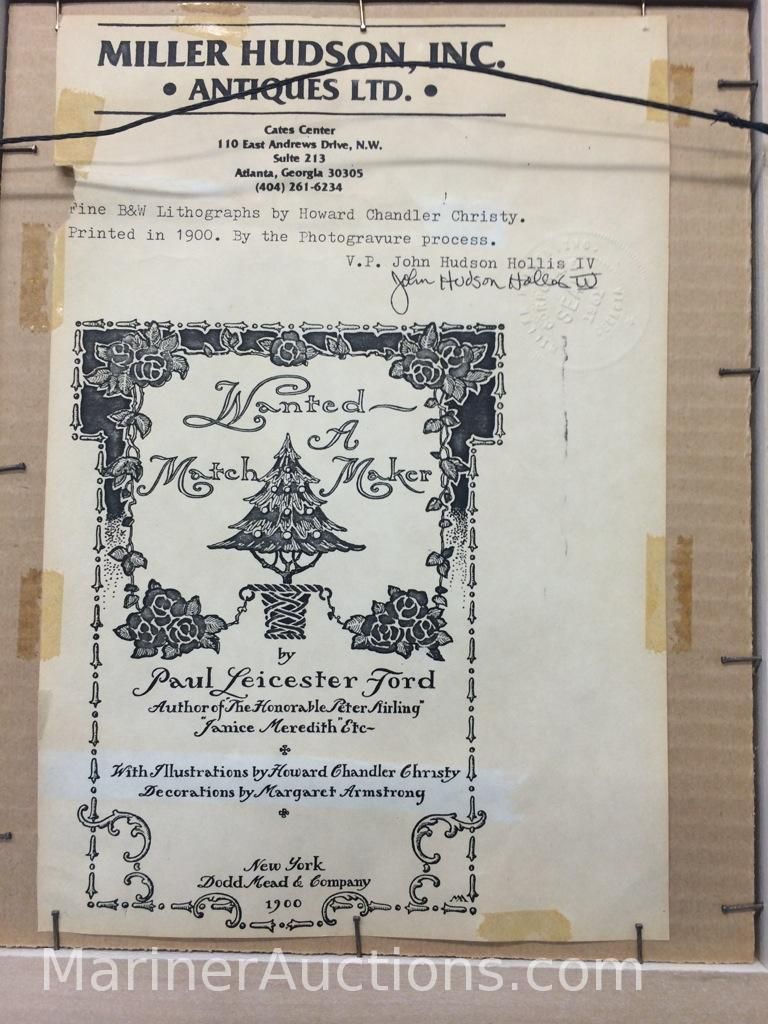 MILLER HUDSON, INC.
• ANTIQUES LTD. •
Cates Center
110 East Andrews Drive, N.W.
Suite 213
Atlanta, Georgia 30305
(404) 261-6234
Fine B&W Lithographs by Howard Chandler Christy.
Printed in 1900. By the Photogravure process.
V.P. John Hudson Hollis IV
John Hudson Hollis IV
SEAL
Wanted—
A
Match Maker
by
Paul Leicester Ford
Author of "The Honorable Peter Stirling"
"Janice Meredith" Etc~
With Illustrations by Howard Chandler Christy
Decorations by Margaret Armstrong
New York
Dodd Mead & Company
1900
MA
MarinerAuctions.com